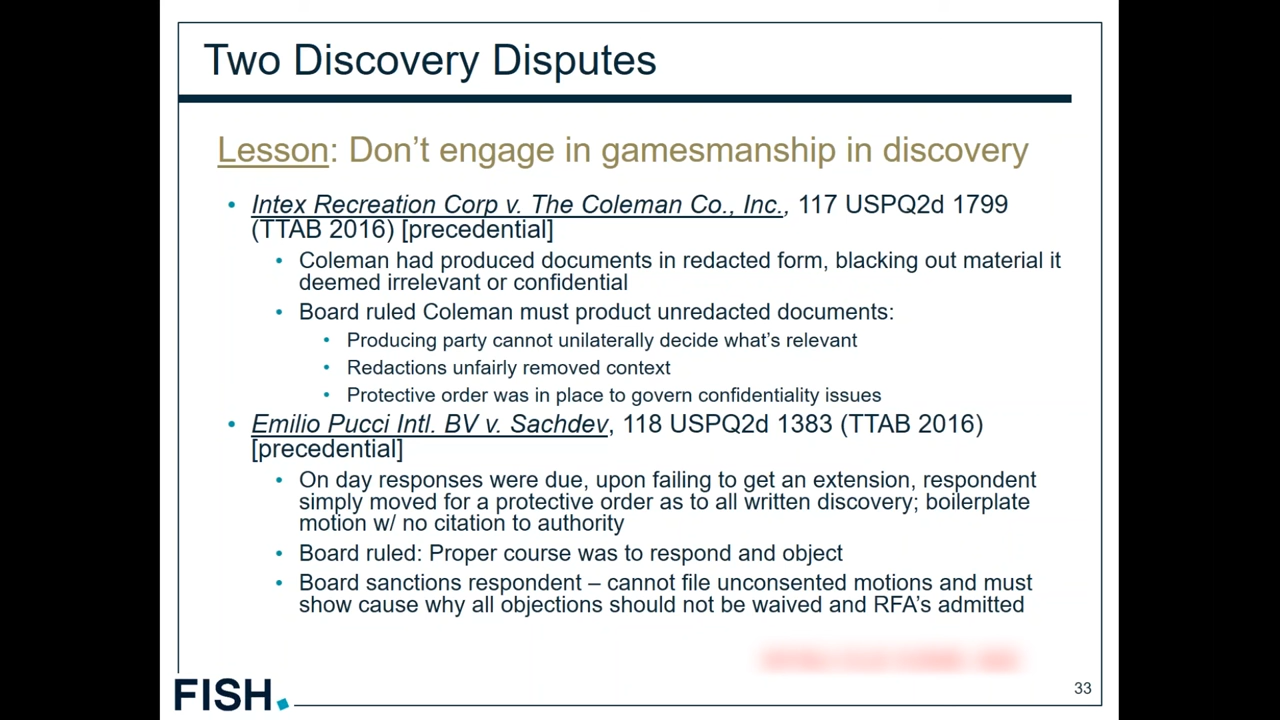 Two Discovery Disputes
Lesson: Don't engage in gamesmanship in discovery
• Intex Recreation Corp v. The Coleman Co., Inc., 117 USPQ2d 1799
(TTAB 2016) [precedential]
• Coleman had produced documents in redacted form, blacking out material it
deemed irrelevant or confidential
• Board ruled Coleman must product unredacted documents:
• Producing party cannot unilaterally decide what's relevant
• Redactions unfairly removed context
• Protective order was in place to govern confidentiality issues
• Emilio Pucci Intl. BV v. Sachdev, 118 USPQ2d 1383 (TTAB 2016)
[precedential]
• On day responses were due, upon failing to get an extension, respondent
simply moved for a protective order as to all written discovery; boilerplate
motion w/ no citation to authority
• Board ruled: Proper course was to respond and object
• Board sanctions respondent – cannot file unconsented motions and must
show cause why all objections should not be waived and RFA's admitted
33
FISH.